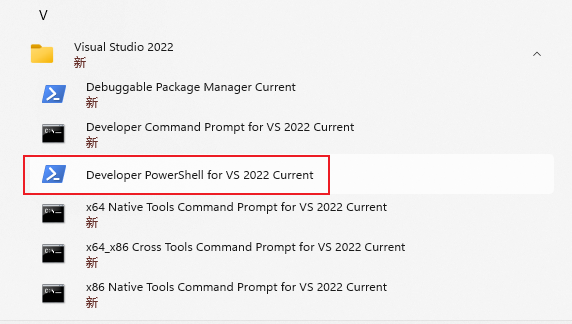 V
Visual Studio 2022
新
Debuggable Package Manager Current
新
Developer Command Prompt for VS 2022 Current
新
Developer PowerShell for VS 2022 Current
x64 Native Tools Command Prompt for VS 2022 Current
新
x64_x86 Cross Tools Command Prompt for VS 2022 Current
新
x86 Native Tools Command Prompt for VS 2022 Current
新